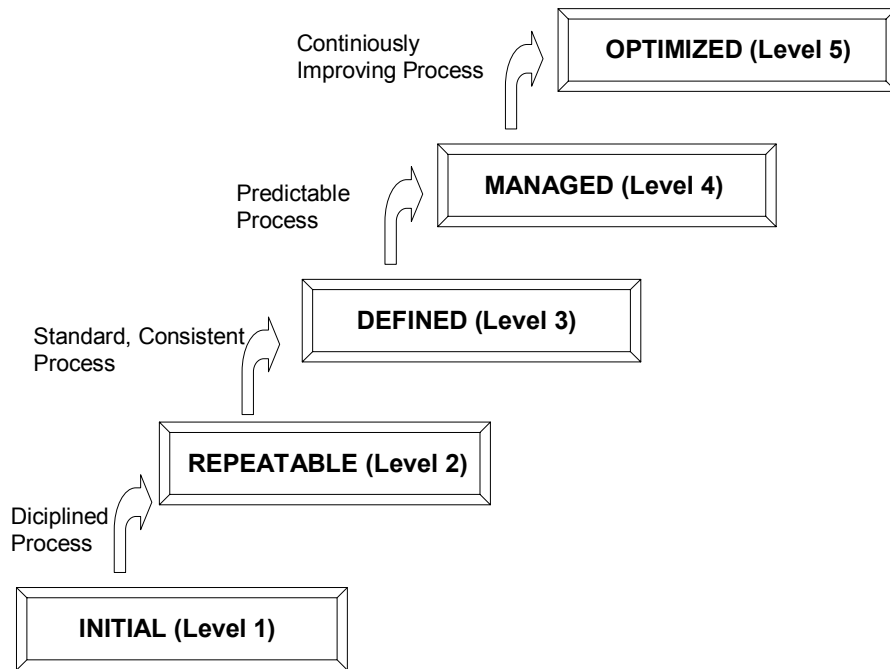 Continiously
Improving Process
OPTIMIZED (Level 5)
Predictable
Process
MANAGED (Level 4)
Standard, Consistent
Process
DEFINED (Level 3)
Diciplined
Process
REPEATABLE (Level 2)
INITIAL (Level 1)